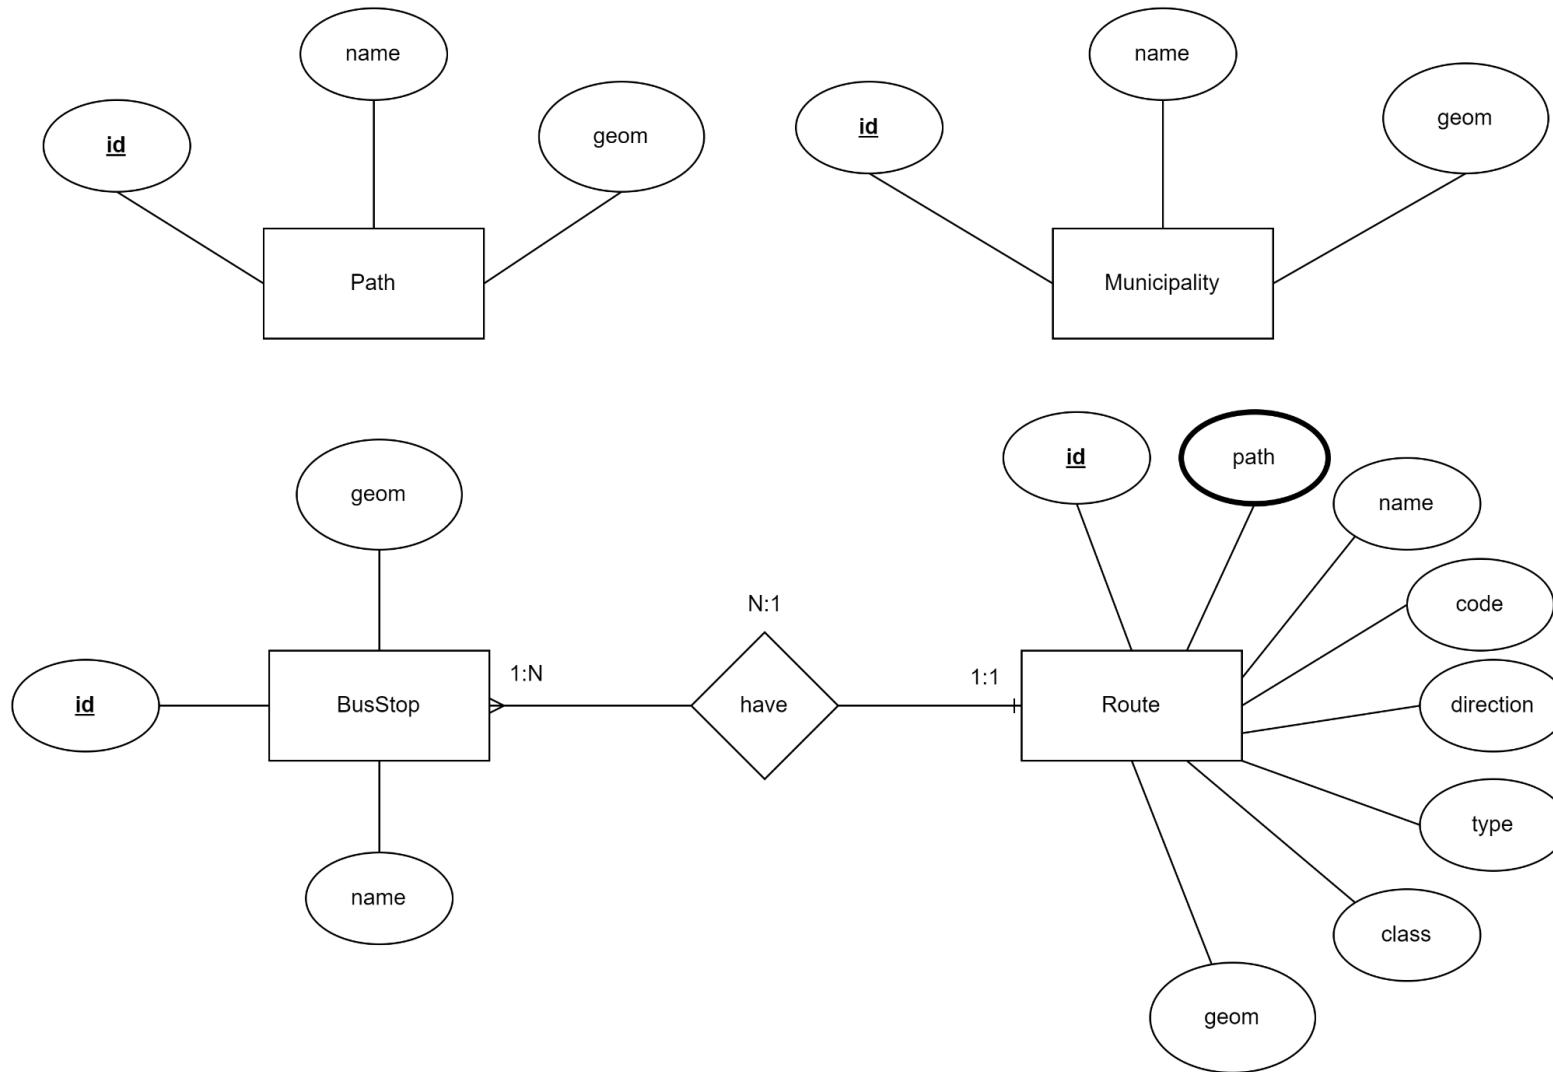 name
name
id
geom
id
geom
Path
Municipality
id
path
name
geom
code
N:1
1:N
1:1
id
BusStop
have
Route
direction
type
name
class
geom